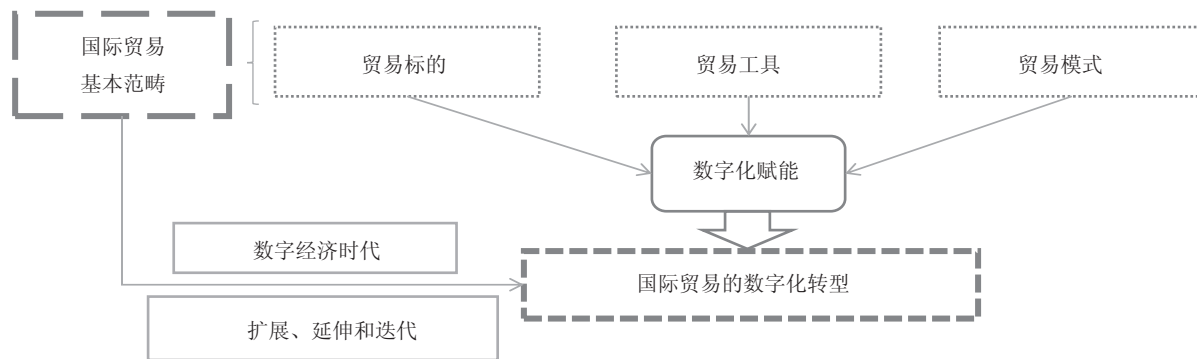 国际贸易
基本范畴
贸易标的
贸易工具
贸易模式
数字化赋能
数字经济时代
国际贸易的数字化转型
扩展、延伸和迭代